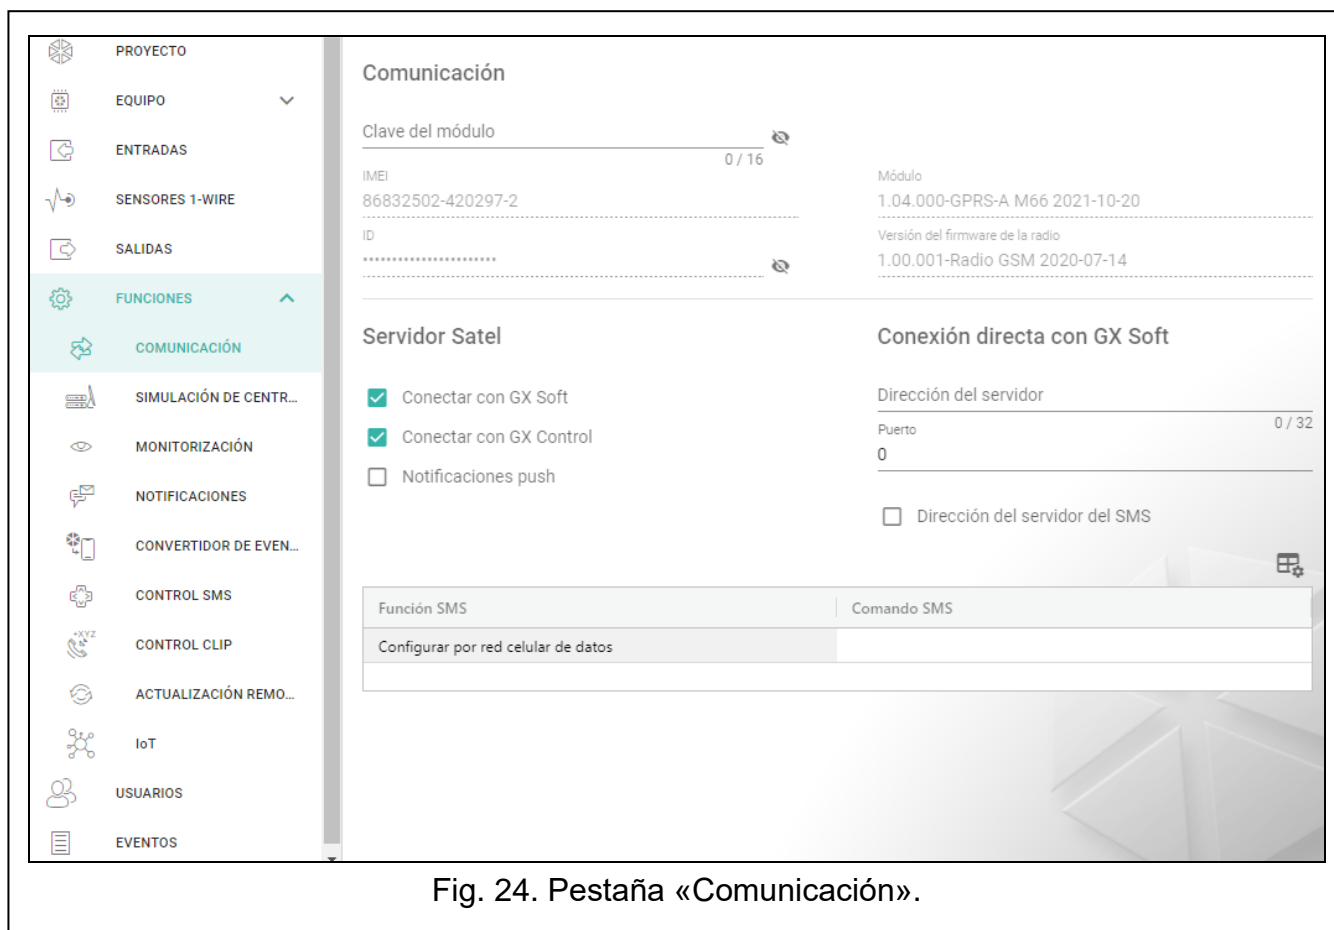 PROYECTO
EQUIPO
ENTRADAS
SENSORES 1-WIRE
SALIDAS
FUNCIONES
COMUNICACIÓN
SIMULACIÓN DE CENTR...
MONITORIZACIÓN
NOTIFICACIONES
CONVERTIDOR DE EVEN...
CONTROL SMS
+XYZ
CONTROL CLIP
ACTUALIZACIÓN REMO...
IoT
USUARIOS
EVENTOS
Comunicación
Clave del módulo
0 / 16
IMEI
86832502-420297-2
ID
•••••••••••••••••••••••
Módulo
1.04.000-GPRS-A M66 2021-10-20
Versión del firmware de la radio
1.00.001-Radio GSM 2020-07-14
Servidor Satel
Conectar con GX Soft
Conectar con GX Control
Notificaciones push
Conexión directa con GX Soft
Dirección del servidor
0 / 32
Puerto
0
Dirección del servidor del SMS
Función SMS Comando SMS
Configurar por red celular de datos
Fig. 24. Pestaña «Comunicación».